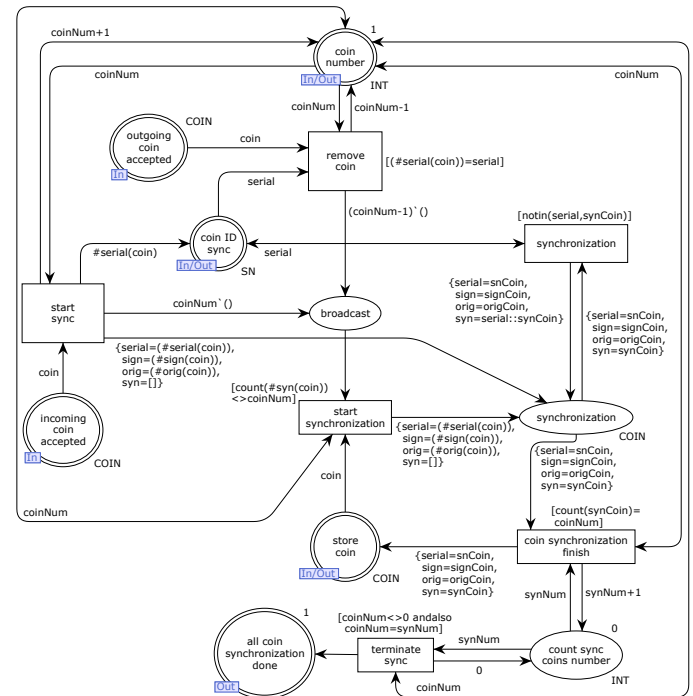 1
coinNum+1
coin
number
coinNum
coinNum
In/Out
INT
coinNum
coinNum-1
COIN
outgoing
coin
accepted
In
coin
remove
coin
[(#serial(coin))=serial]
serial
(coinNum-1)`()
[notin(serial,synCoin)]
coin ID
sync
In/Out
SN
#serial(coin)
serial
synchronization
{serial=snCoin,
sign=signCoin,
orig=origCoin,
syn=serial::synCoin}
{serial=snCoin,
sign=signCoin,
orig=origCoin,
syn=synCoin}
start
sync
coinNum`()
broadcast
{serial=(#serial(coin)),
sign=(#sign(coin)),
orig=(#orig(coin)),
syn=[]}
coin
[count(#syn(coin))
<>coinNum]
start
synchronization
{serial=(#serial(coin)),
sign=(#sign(coin)),
orig=(#orig(coin)),
syn=[]}
synchronization
COIN
incoming
coin
accepted
In
COIN
{serial=snCoin,
sign=signCoin,
orig=origCoin,
syn=synCoin}
coin
coinNum
[count(synCoin)=
coinNum]
store
coin
In/Out
COIN
coin synchronization
finish
{serial=snCoin,
sign=signCoin,
orig=origCoin,
syn=synCoin}
synNum
synNum+1
1
[coinNum<>0 andalso
coinNum=synNum]
0
all coin
synchronization
done
Out
terminate
sync
synNum
0
count sync
coins number
INT
coinNum